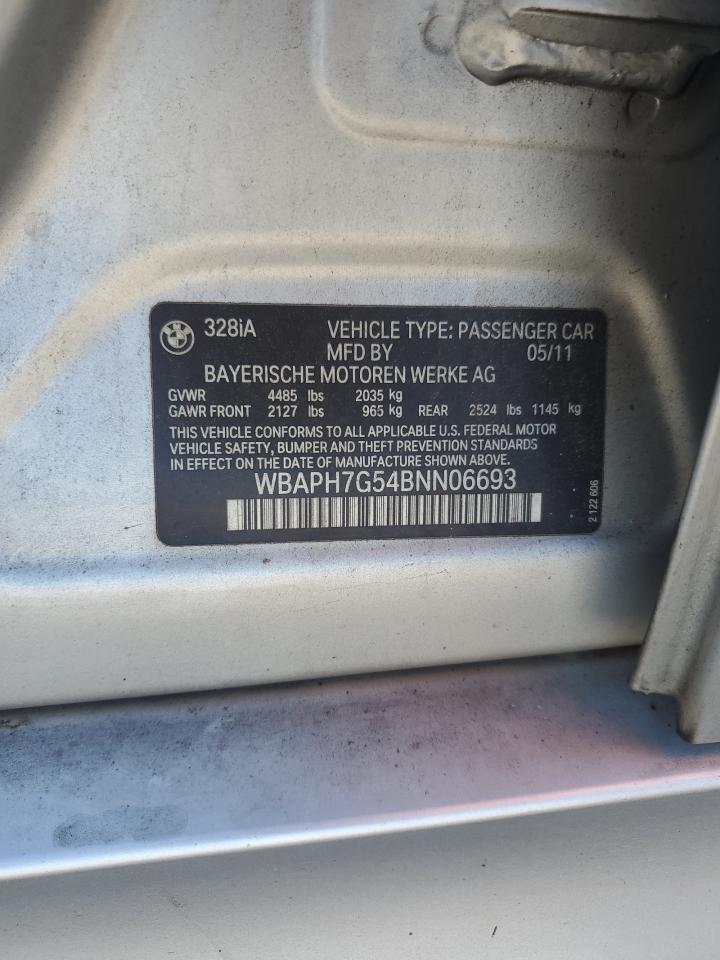 328iA VEHICLE TYPE: PASSENGER CAR
MFD BY 05/11
BAYERISCHE MOTOREN WERKE AG
GVWR 4485 lbs 2035 kg
GAWR FRONT 2127 lbs 965 kg REAR 2524 lbs 1145 kg
THIS VEHICLE CONFORMS TO ALL APPLICABLE U.S. FEDERAL MOTOR
VEHICLE SAFETY, BUMPER AND THEFT PREVENTION STANDARDS
IN EFFECT ON THE DATE OF MANUFACTURE SHOWN ABOVE.
WBAPH7G54BNN06693
2 122 606